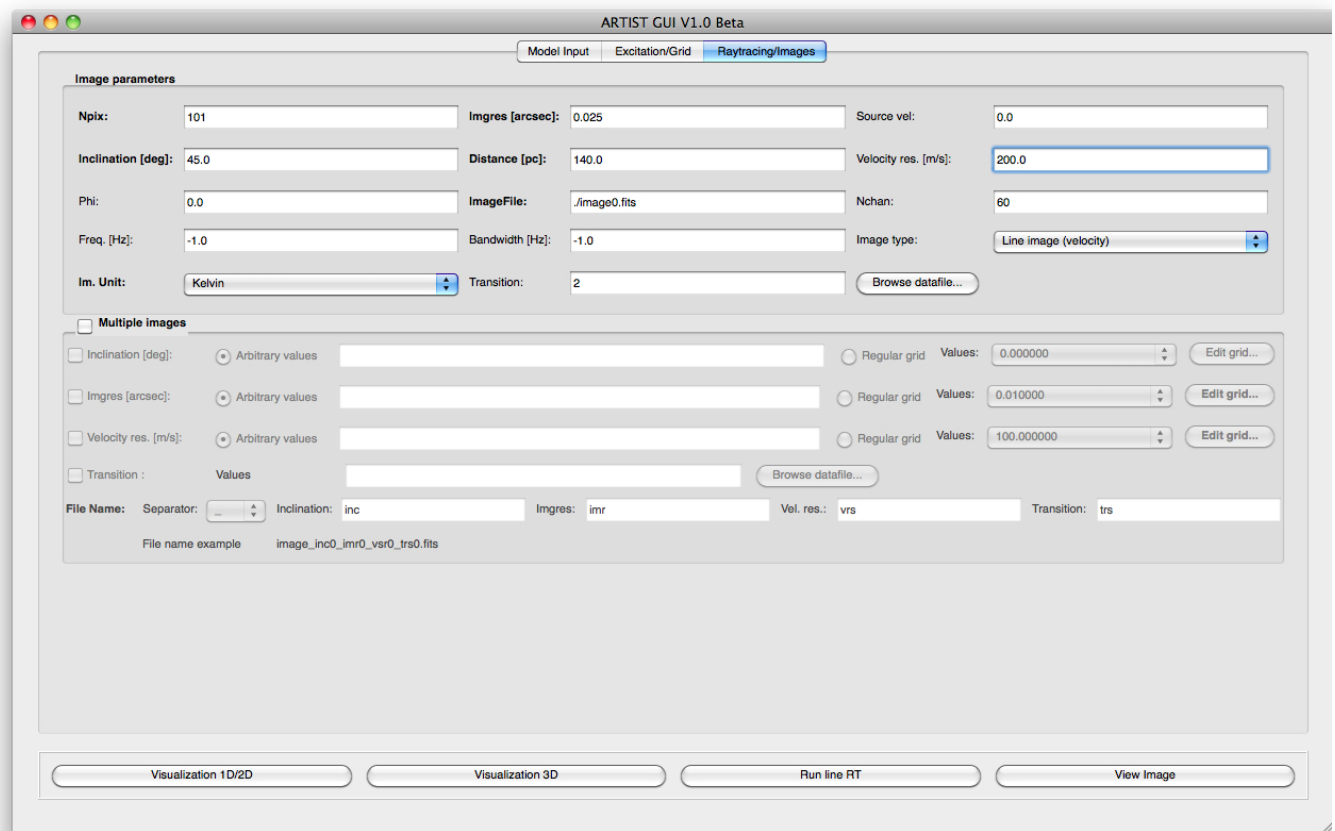 ARTIST GUI V1.0 Beta
Model Input Excitation/Grid Raytracing/Images
Image parameters
Npix: 101 Imgres [arcsec]: 0.025 Source vel: 0.0
Inclination [deg]: 45.0 Distance [pc]: 140.0 Velocity res. [m/s]: 200.0
Phi: 0.0 ImageFile: ./image0.fits Nchan: 60
Freq. [Hz]: -1.0 Bandwidth [Hz]: -1.0 Image type: Line image (velocity)
Im. Unit: Kelvin Transition: 2 Browse datafile...
Multiple images
Inclination [deg]: Arbitrary values Regular grid Values: 0.000000 Edit grid...
Imgres [arcsec]: Arbitrary values Regular grid Values: 0.010000 Edit grid...
Velocity res. [m/s]: Arbitrary values Regular grid Values: 100.000000 Edit grid...
Transition : Values Browse datafile...
File Name: Separator: _ Inclination: inc Imgres: imr Vel. res.: vrs Transition: trs
File name example image_inc0_imr0_vsr0_trs0.fits
Visualization 1D/2D Visualization 3D Run line RT View Image